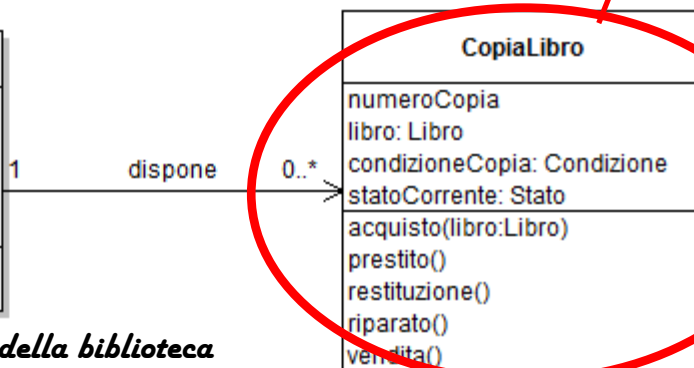 CopiaLibro
numeroCopia
libro: Libro
condizioneCopia: Condizione
statoCorrente: Stato
acquisto(libro:Libro)
prestito()
restituzione()
riparato()
vendita()
1 dispone 0..*
della biblioteca